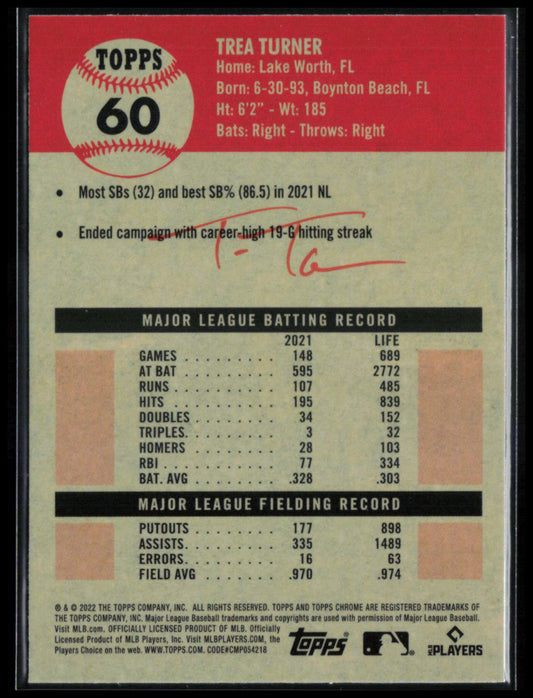 TOPPS
60
TREA TURNER
Home: Lake Worth, FL
Born: 6-30-93, Boynton Beach, FL
Ht: 6'2" - Wt: 185
Bats: Right - Throws: Right
• Most SBs (32) and best SB% (86.5) in 2021 NL
• Ended campaign with career-high 19-G hitting streak
MAJOR LEAGUE BATTING RECORD
2021 LIFE
GAMES . . . . . . . . . . 148 689
AT BAT . . . . . . . . . . 595 2772
RUNS . . . . . . . . . . . 107 485
HITS . . . . . . . . . . . 195 839
DOUBLES . . . . . . . . 34 152
TRIPLES. . . . . . . . . 3 32
HOMERS . . . . . . . . 28 103
RBI . . . . . . . . . . . . 77 334
BAT. AVG . . . . . . . . .328 .303
MAJOR LEAGUE FIELDING RECORD
PUTOUTS . . . . . . . . 177 898
ASSISTS. . . . . . . . . 335 1489
ERRORS. . . . . . . . . 16 63
FIELD AVG . . . . . . . .970 .974
® & © 2022 THE TOPPS COMPANY, INC. ALL RIGHTS RESERVED. TOPPS AND TOPPS CHROME ARE REGISTERED TRADEMARKS OF
THE TOPPS COMPANY, INC. Major League Baseball trademarks and copyrights are used with permission of Major League Baseball.
Visit MLB.com. OFFICIALLY LICENSED PRODUCT OF MLB. Officially
Licensed Product of MLB Players, Inc. Visit MLBPLAYERS.COM, the
Players Choice on the web. WWW.TOPPS.COM. CODE#CMP054218
Topps
MLB PLAYERS